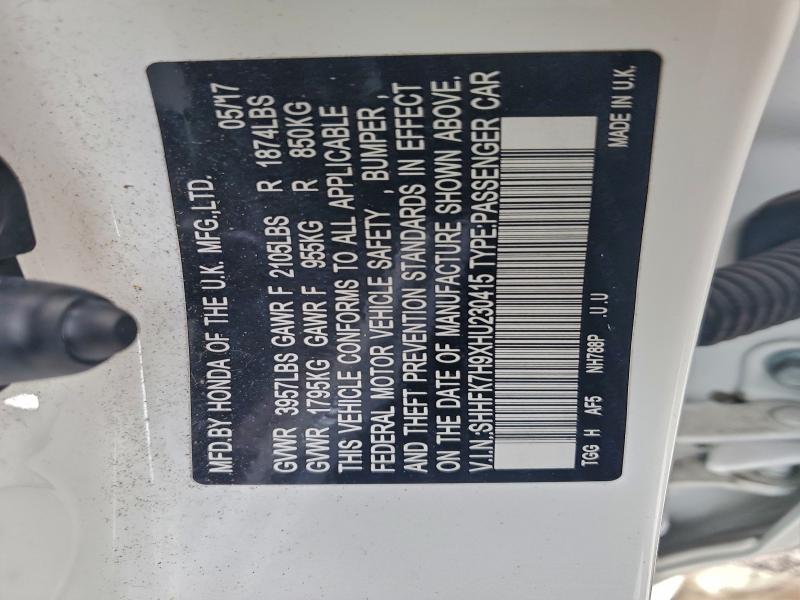 MFD.BY HONDA OF THE U.K. MFG.,LTD. 05/17
GVWR 3957LBS GAWR F 2105LBS R 1874LBS
GVWR 1795KG GAWR F 955KG R 850KG
THIS VEHICLE CONFORMS TO ALL APPLICABLE
FEDERAL MOTOR VEHICLE SAFETY , BUMPER ,
AND THEFT PREVENTION STANDARDS IN EFFECT
ON THE DATE OF MANUFACTURE SHOWN ABOVE.
V.I.N.:SHHFK7H9XHU230415 TYPE:PASSENGER CAR
TGG H AF5 NH788P .U .U MADE IN U.K.